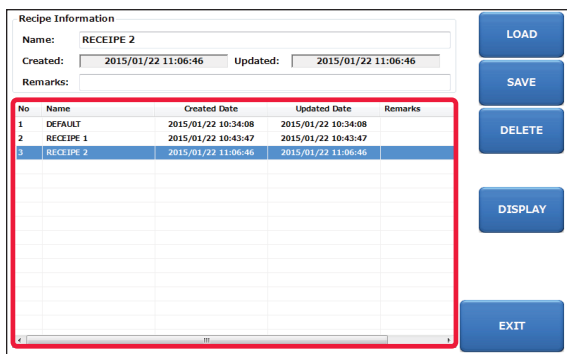 Recipe Information
Name: RECEIPE 2
Created: 2015/01/22 11:06:46 Updated: 2015/01/22 11:06:46
Remarks:
No Name Created Date Updated Date Remarks
1 DEFAULT 2015/01/22 10:34:08 2015/01/22 10:34:08
2 RECEIPE 1 2015/01/22 10:43:47 2015/01/22 10:43:47
3 RECEIPE 2 2015/01/22 11:06:46 2015/01/22 11:06:46
LOAD
SAVE
DELETE
DISPLAY
EXIT